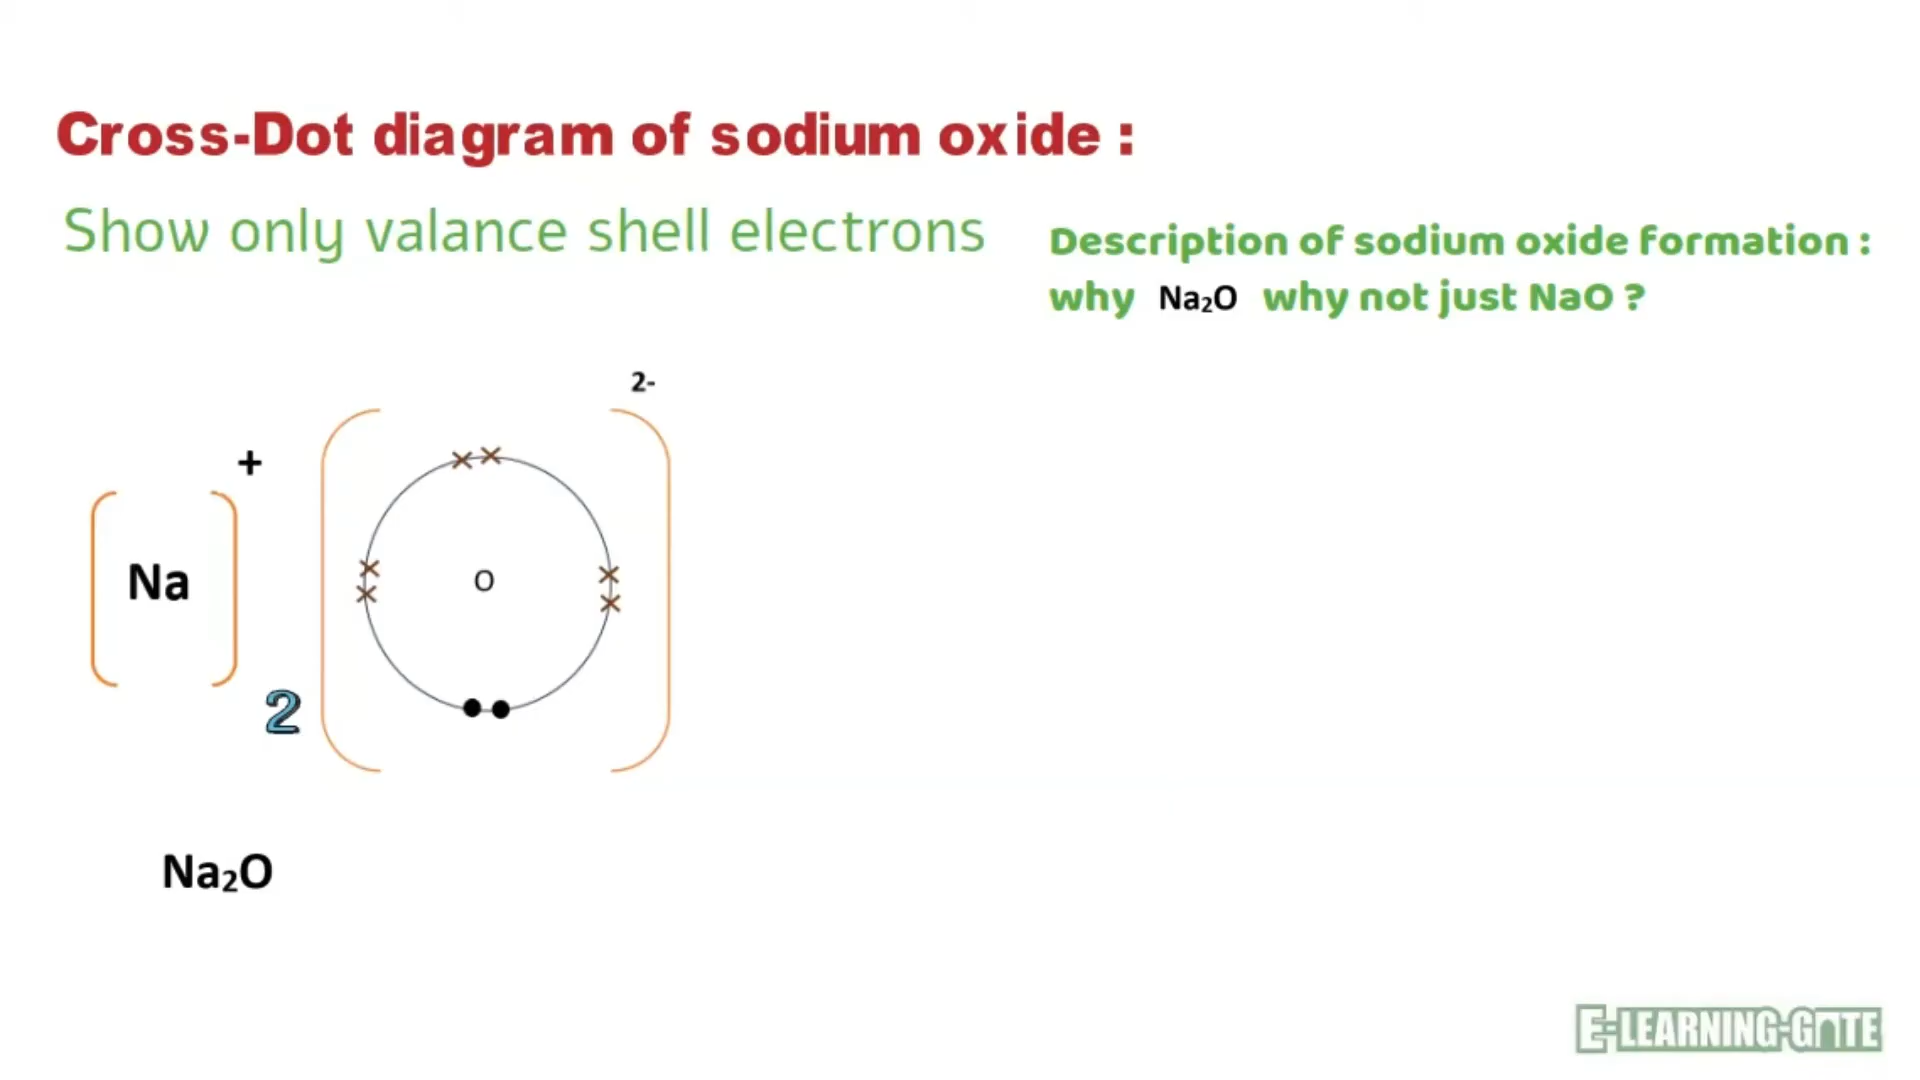 Cross-Dot diagram of sodium oxide :
Show only valance shell electrons
Description of sodium oxide formation :
why Na₂O why not just NaO ?
2-
+
Na
O
2
Na₂O
E-LEARNING-GATE